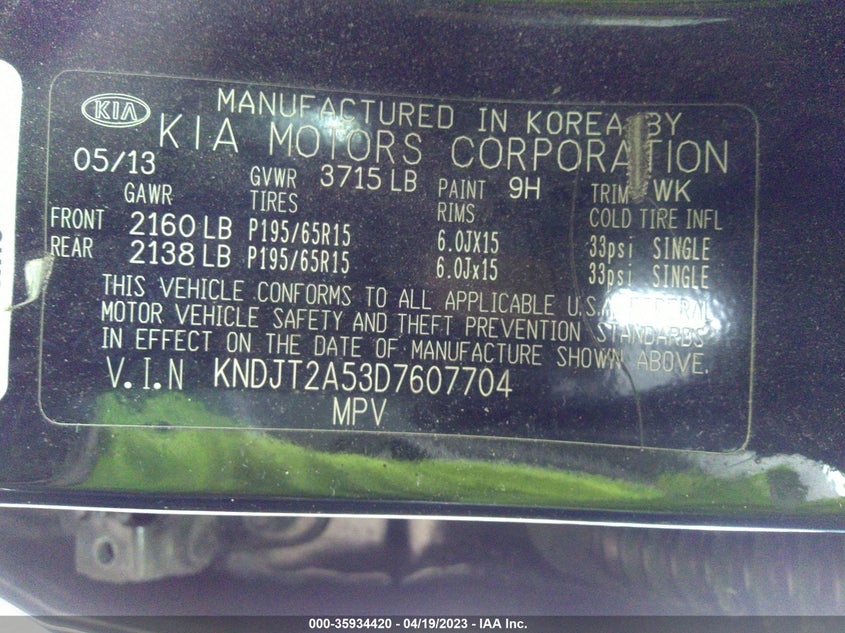 KIA MANUFACTURED IN KOREA BY
KIA MOTORS CORPORATION
05/13 GVWR 3715 LB PAINT 9H TRIM WK
GAWR TIRES RIMS COLD TIRE INFL
FRONT 2160 LB P195/65R15 6.0JX15 33psi SINGLE
REAR 2138 LB P195/65R15 6.0Jx15 33psi SINGLE
THIS VEHICLE CONFORMS TO ALL APPLICABLE U.S.A FEDERAL
MOTOR VEHICLE SAFETY AND THEFT PREVENTION STANDARDS
IN EFFECT ON THE DATE OF MANUFACTURE SHOWN ABOVE.
V.I.N KNDJT2A53D7607704
MPV
000-35934420 - 04/19/2023 - IAA Inc.